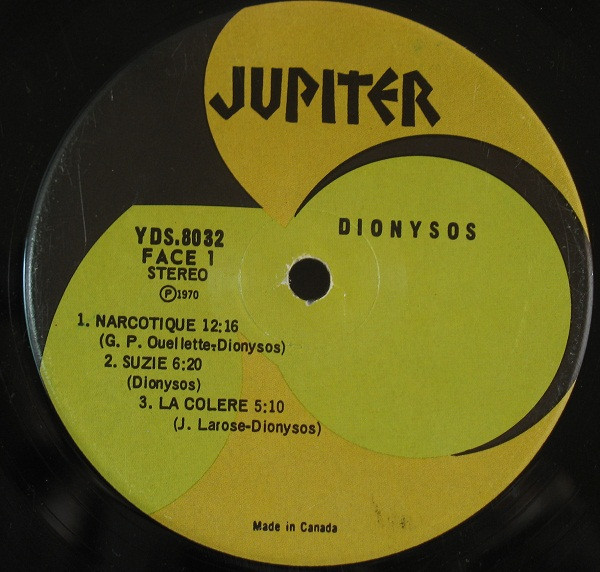 JUPITER
DIONYSOS
YDS.8032
FACE 1
STEREO
Ⓟ1970
1. NARCOTIQUE 12:16
(G. P. Ouellette-Dionysos)
2. SUZIE 6:20
(Dionysos)
3. LA COLERE 5:10
(J. Larose-Dionysos)
Made in Canada